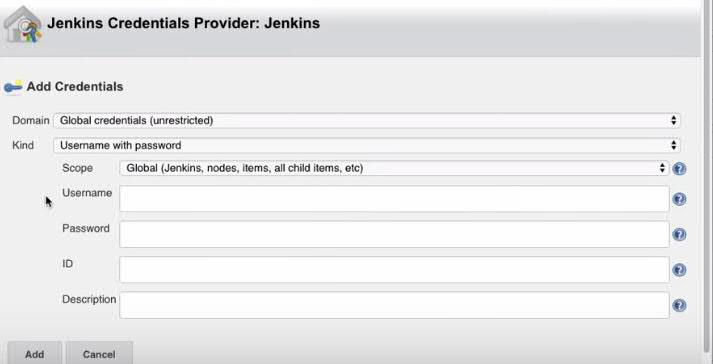 Jenkins Credentials Provider: Jenkins
Add Credentials
Domain Global credentials (unrestricted)
Kind Username with password
Scope Global (Jenkins, nodes, items, all child items, etc)
Username
Password
ID
Description
Add Cancel